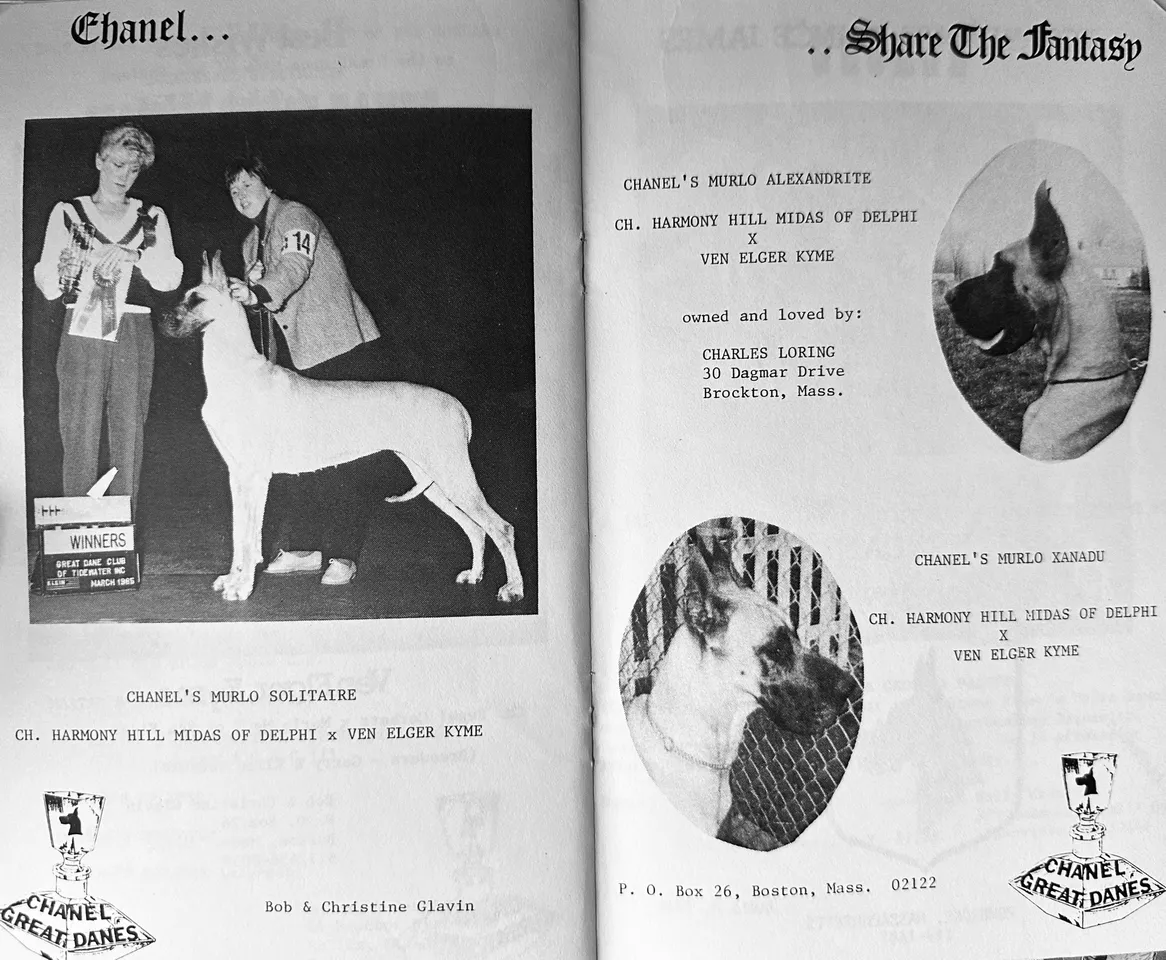 Chanel...
14
WINNERS
GREAT DANE CLUB
OF TIDEWATER INC
KLEIN MARCH 1985
CHANEL'S MURLO SOLITAIRE
CH. HARMONY HILL MIDAS OF DELPHI x VEN ELGER KYME
CHANEL
GREAT DANES
Bob & Christine Glavin
.. Share The Fantasy
CHANEL'S MURLO ALEXANDRITE
CH. HARMONY HILL MIDAS OF DELPHI
X
VEN ELGER KYME
owned and loved by:
CHARLES LORING
30 Dagmar Drive
Brockton, Mass.
CHANEL'S MURLO XANADU
CH. HARMONY HILL MIDAS OF DELPHI
X
VEN ELGER KYME
P. O. Box 26, Boston, Mass. 02122
CHANEL
GREAT DANES